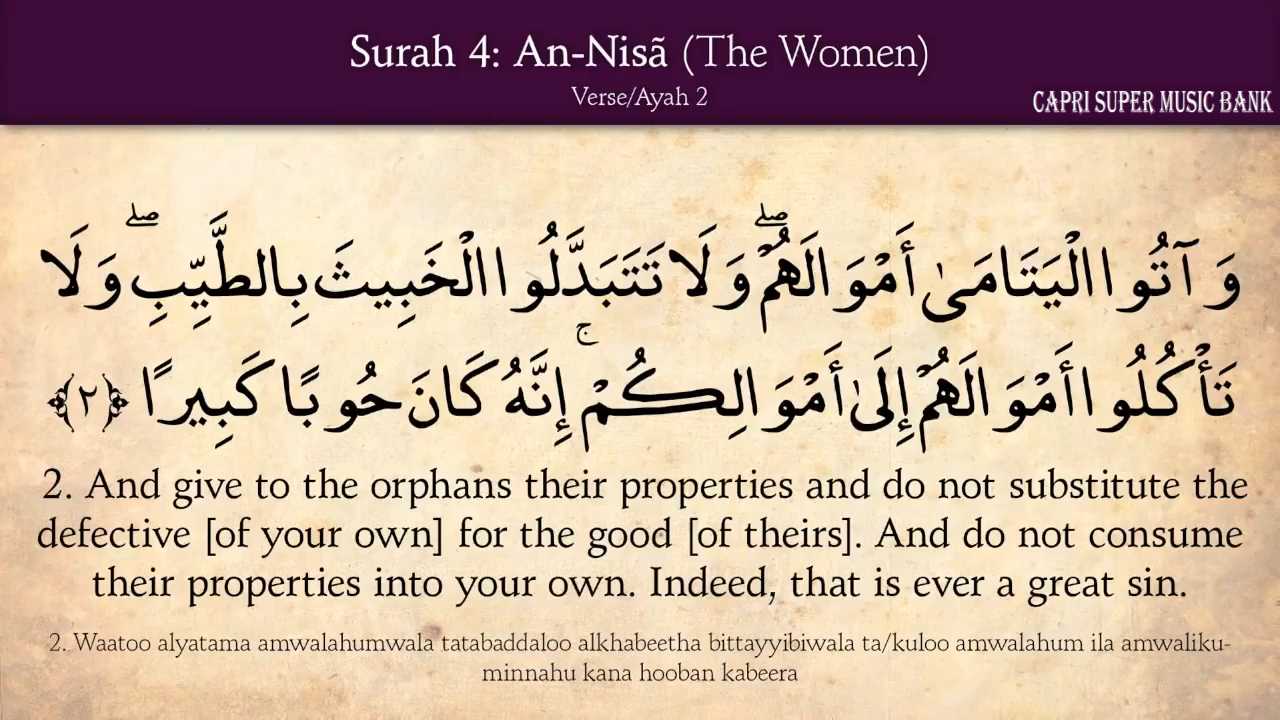 Surah 4: An-Nisã (The Women)
Verse/Ayah 2
CAPRI SUPER MUSIC BANK
وَآتُوا الْيَتَامَىٰ أَمْوَالَهُمْ ۖ وَلَا تَتَبَدَّلُوا الْخَبِيثَ بِالطَّيِّبِ ۖ وَلَا
تَأْكُلُوا أَمْوَالَهُمْ إِلَىٰ أَمْوَالِكُمْ ۚ إِنَّهُ كَانَ حُوبًا كَبِيرًا ﴿٢﴾
2. And give to the orphans their properties and do not substitute the
defective [of your own] for the good [of theirs]. And do not consume
their properties into your own. Indeed, that is ever a great sin.
2. Waatoo alyatama amwalahumwala tatabaddaloo alkhabeetha bittayyibiwala ta/kuloo amwalahum ila amwaliku-
minnahu kana hooban kabeera